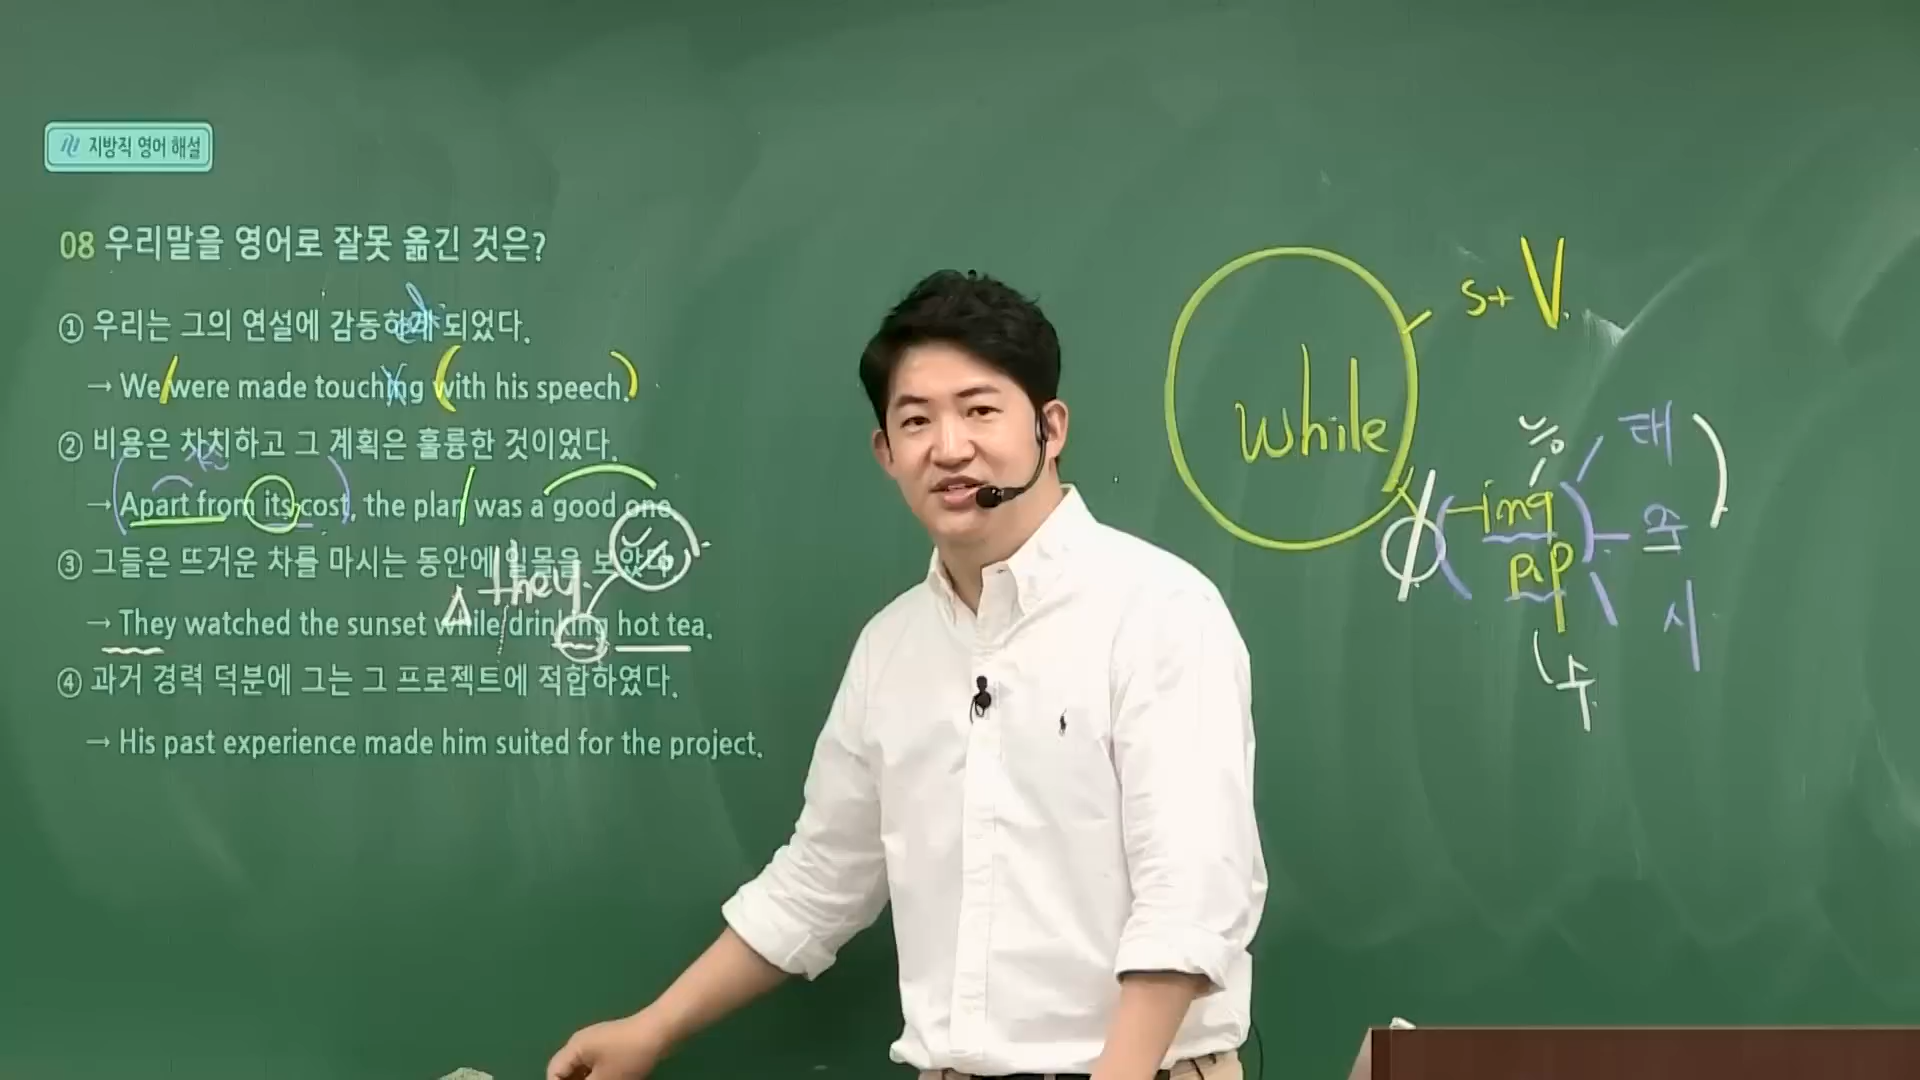 지방직 영어 해설
08 우리말을 영어로 잘못 옮긴 것은?
① 우리는 그의 연설에 감동하게 되었다.
→ We were made touching with his speech.
② 비용은 차치하고 그 계획은 훌륭한 것이었다.
→ Apart from its cost, the plan was a good one.
③ 그들은 뜨거운 차를 마시는 동안에 일몰을 보았다.
they
→ They watched the sunset while drinking hot tea.
④ 과거 경력 덕분에 그는 그 프로젝트에 적합하였다.
→ His past experience made him suited for the project.
S+ V.
while
태
-ing
주
p.p
시
수